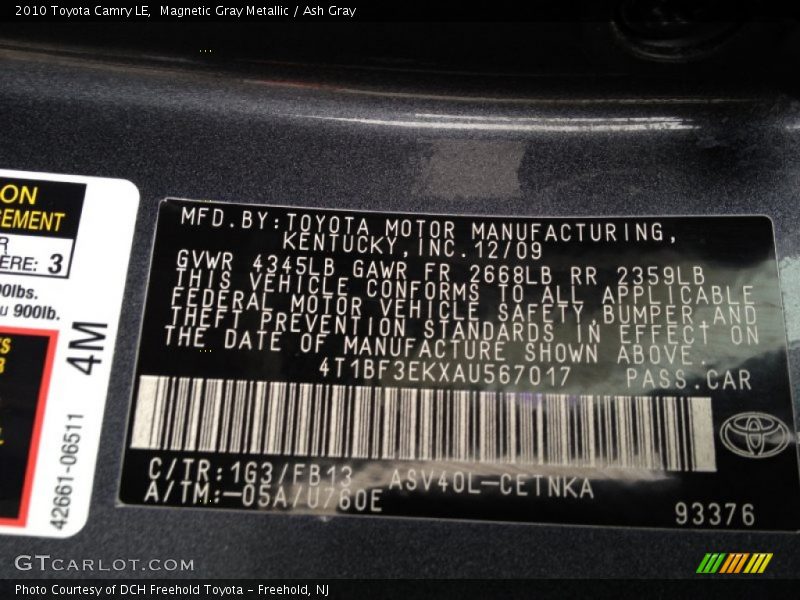 2010 Toyota Camry LE,  Magnetic Gray Metallic / Ash Gray
ON
EMENT
ERE: 3
00lbs.
900lb.
4M
42661-06511
MFD.BY:TOYOTA MOTOR MANUFACTURING,
KENTUCKY,INC.12/09
GVWR 4345LB GAWR FR 2668LB RR 2359LB
THIS VEHICLE CONFORMS TO ALL APPLICABLE
FEDERAL MOTOR VEHICLE SAFETY BUMPER AND
THEFT PREVENTION STANDARDS IN EFFECT ON
THE DATE OF MANUFACTURE SHOWN ABOVE.
4T1BF3EKXAU567017 PASS.CAR
C/TR:1G3/FB13 ASV40L-CETNKA
A/TM:-05A/U760E
93376
GTCARLOT.COM
Photo Courtesy of DCH Freehold Toyota - Freehold, NJ